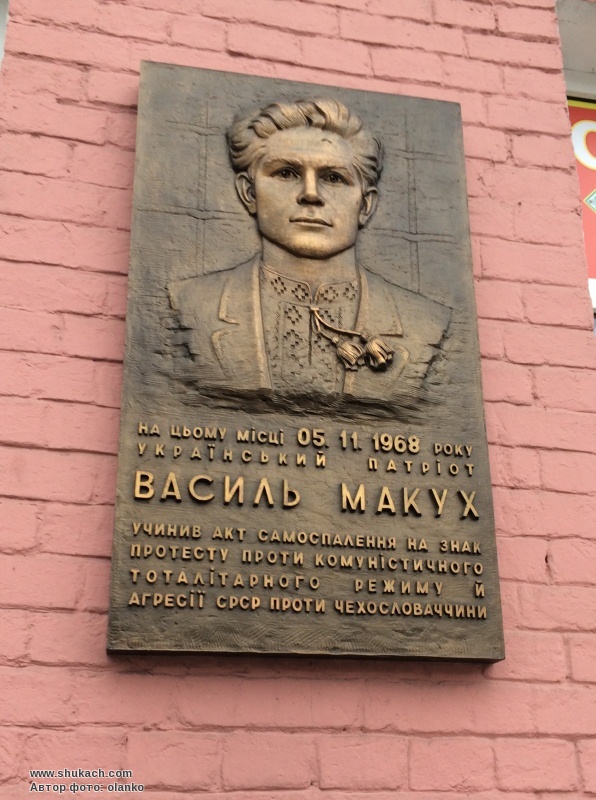 На цьому місці 05.11.1968 року
український патріот
ВАСИЛЬ МАКУХ
учинив акт самоспалення на знак
протесту проти комуністичного
тоталітарного режиму й
агресії СРСР проти Чехословаччини
www.shukach.com
Автор фото: olanko